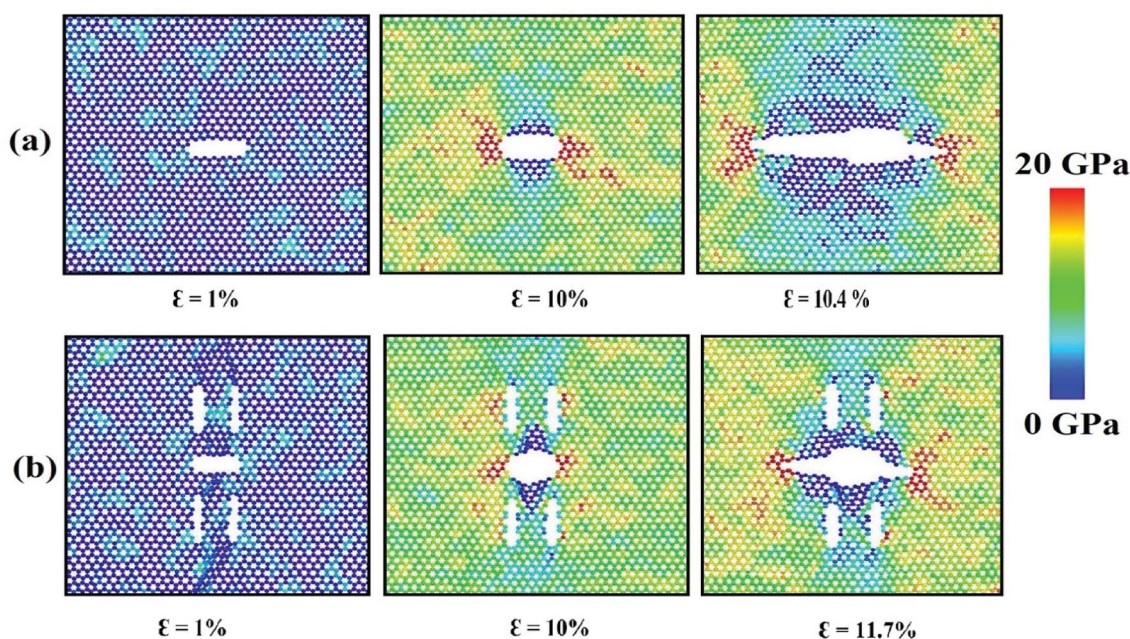 (a)
20 GPa
ε = 1%
ε = 10%
ε = 10.4 %
0 GPa
(b)
ε = 1%
ε = 10%
ε = 11.7%